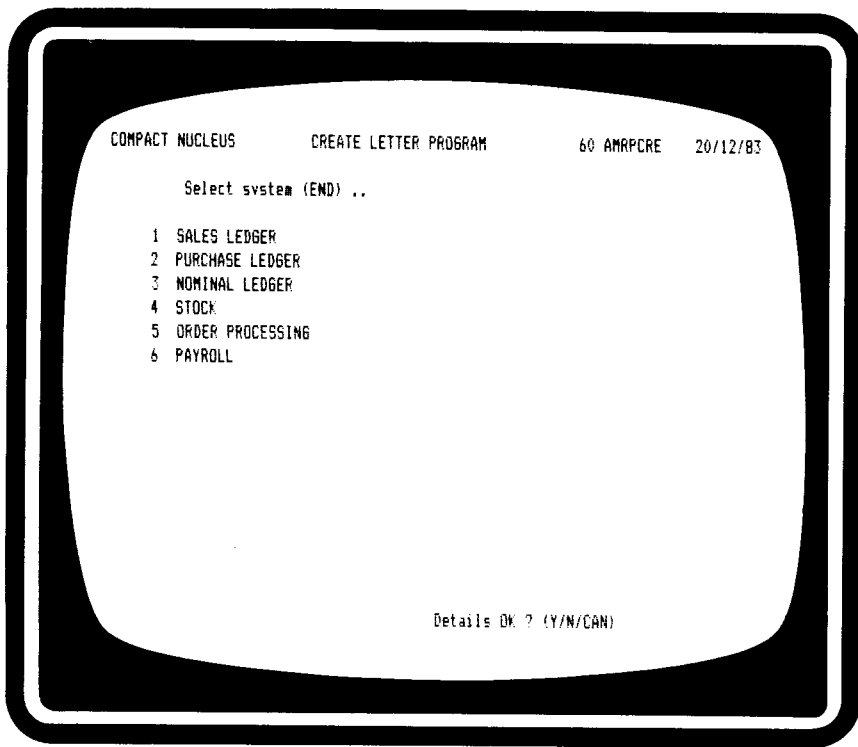 COMPACT NUCLEUS CREATE LETTER PROGRAM 60 AMRPCRE 20/12/83
Select system (END) ..
1 SALES LEDGER
2 PURCHASE LEDGER
3 NOMINAL LEDGER
4 STOCK
5 ORDER PROCESSING
6 PAYROLL
Details OK ? (Y/N/CAN)